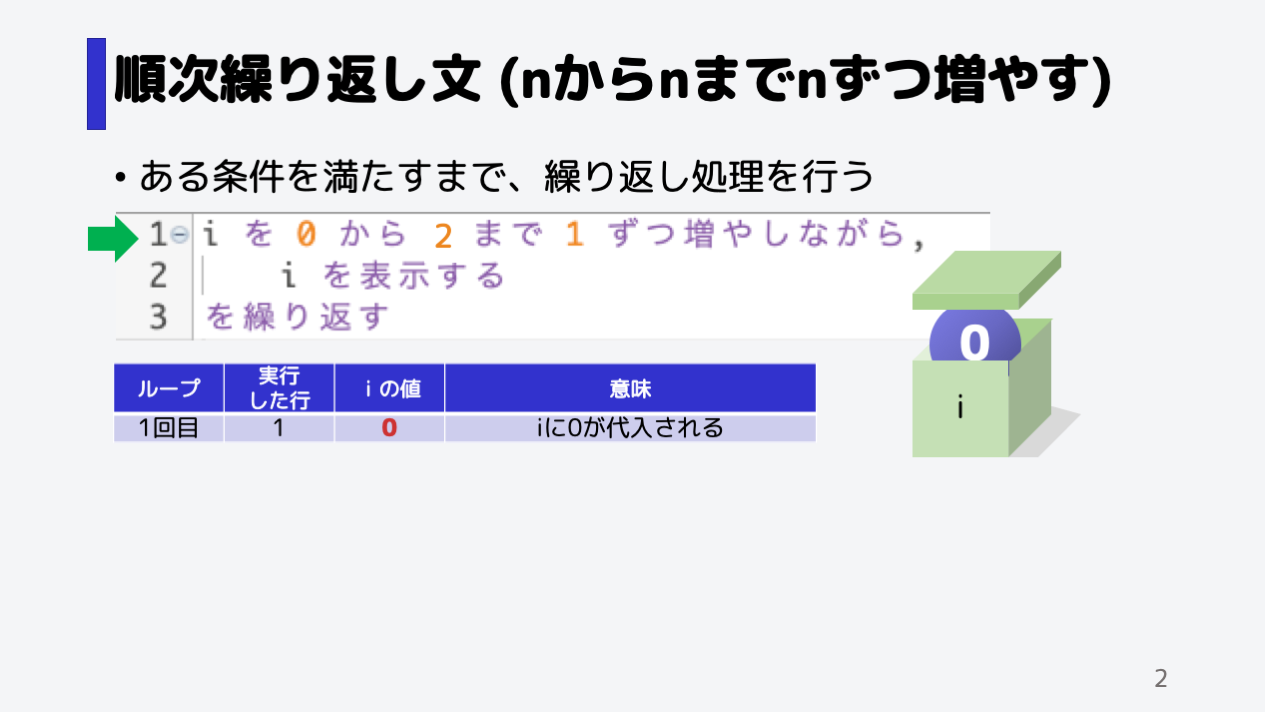 順次繰り返し文 (nからnまでnずつ増やす)
• ある条件を満たすまで、繰り返し処理を行う
1 i を 0 から 2 まで 1 ずつ増やしながら,
2 i を表示する
3 を繰り返す
0
i
ループ 実行した行 i の値 意味
1回目 1 0 iに0が代入される
2